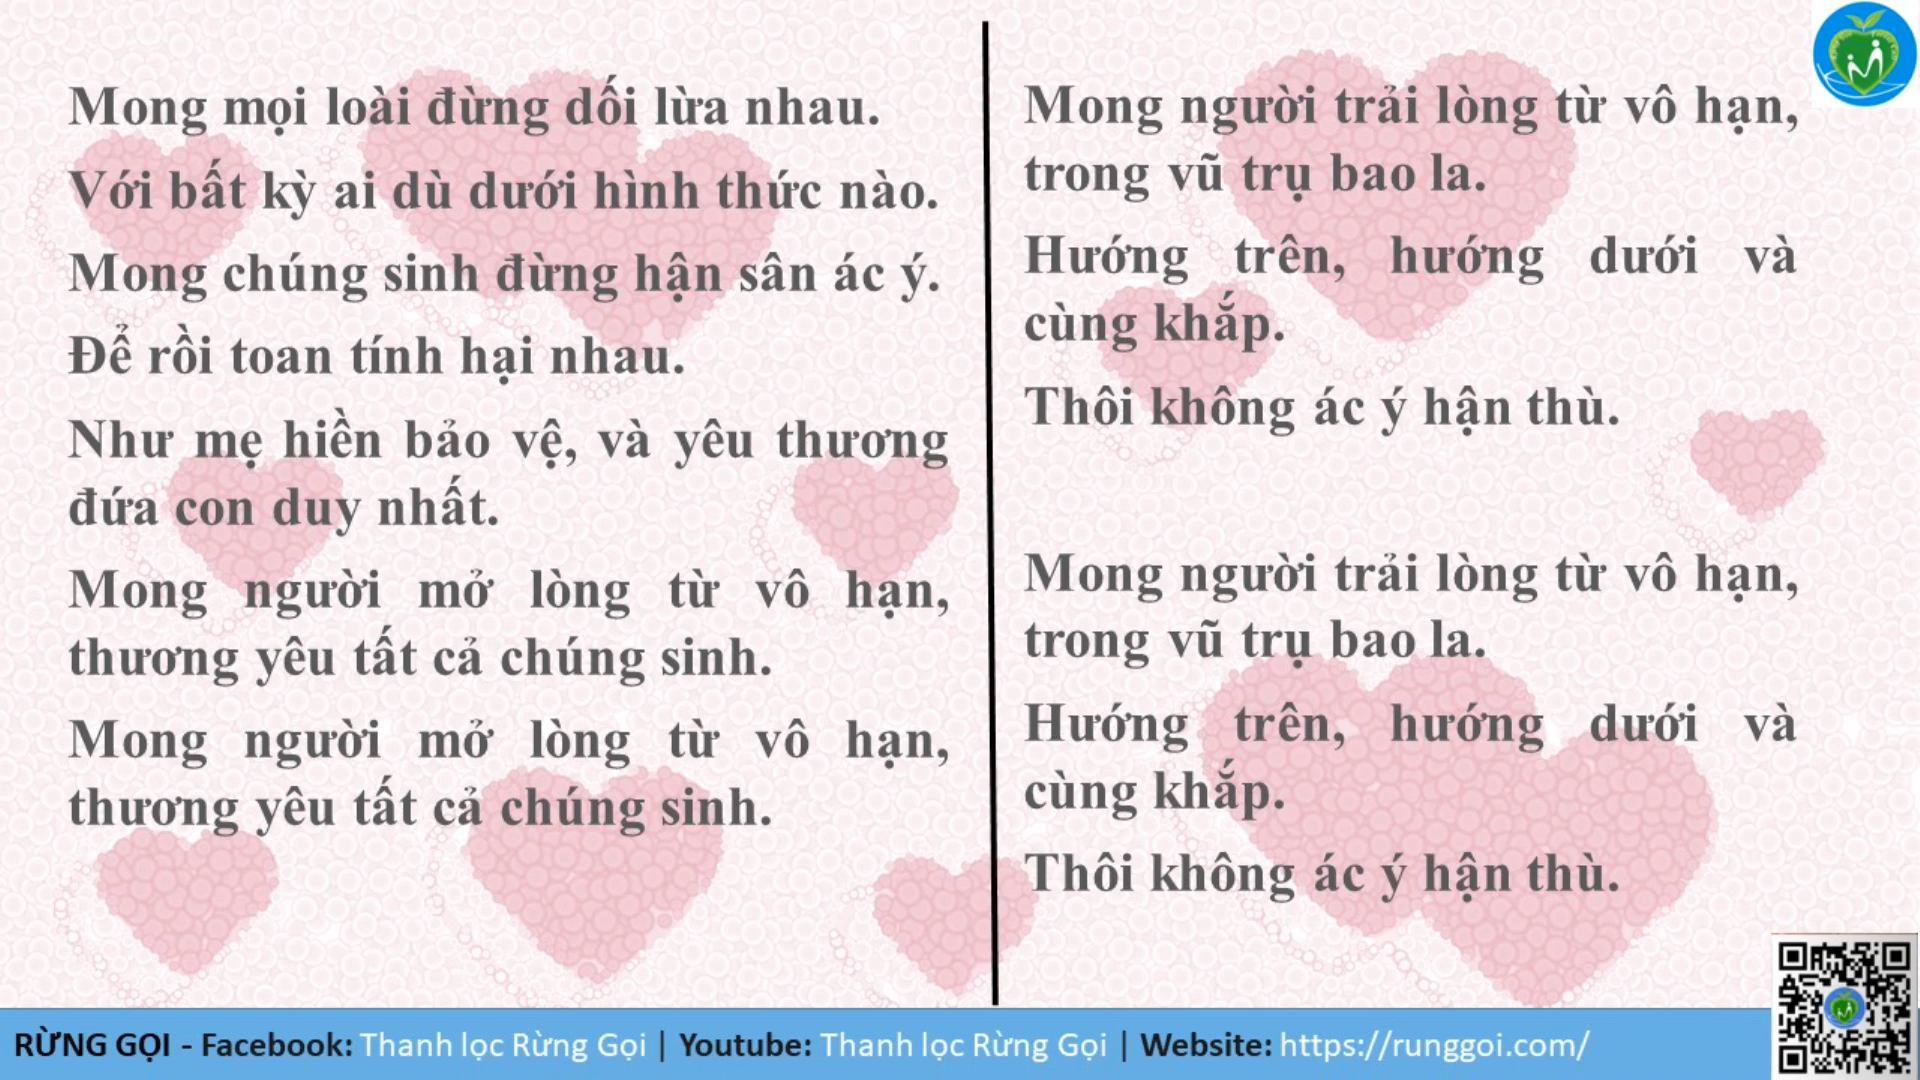 Mong mọi loài đừng dối lừa nhau.
Với bất kỳ ai dù dưới hình thức nào.
Mong chúng sinh đừng hận sân ác ý.
Để rồi toan tính hại nhau.
Như mẹ hiền bảo vệ, và yêu thương
đứa con duy nhất.
Mong người mở lòng từ vô hạn,
thương yêu tất cả chúng sinh.
Mong người mở lòng từ vô hạn,
thương yêu tất cả chúng sinh.
Mong người trải lòng từ vô hạn,
trong vũ trụ bao la.
Hướng trên, hướng dưới và
cùng khắp.
Thôi không ác ý hận thù.
Mong người trải lòng từ vô hạn,
trong vũ trụ bao la.
Hướng trên, hướng dưới và
cùng khắp.
Thôi không ác ý hận thù.
RỪNG GỌI - Facebook: Thanh lọc Rừng Gọi | Youtube: Thanh lọc Rừng Gọi | Website: https://runggoi.com/